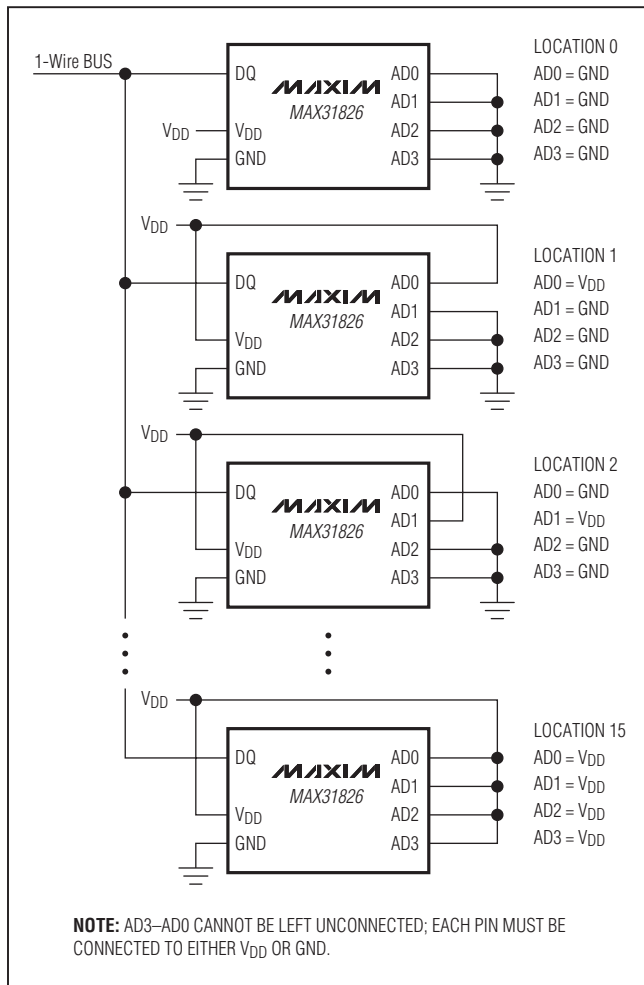 1-Wire BUS
DQ
VDD VDD
GND
MAXIM
MAX31826
AD0
AD1
AD2
AD3
LOCATION 0
AD0 = GND
AD1 = GND
AD2 = GND
AD3 = GND
VDD
DQ
VDD
GND
MAXIM
MAX31826
AD0
AD1
AD2
AD3
LOCATION 1
AD0 = VDD
AD1 = GND
AD2 = GND
AD3 = GND
VDD
DQ
VDD
GND
MAXIM
MAX31826
AD0
AD1
AD2
AD3
LOCATION 2
AD0 = GND
AD1 = VDD
AD2 = GND
AD3 = GND
VDD
DQ
VDD
GND
MAXIM
MAX31826
AD0
AD1
AD2
AD3
LOCATION 15
AD0 = VDD
AD1 = VDD
AD2 = VDD
AD3 = VDD
NOTE: AD3–AD0 CANNOT BE LEFT UNCONNECTED; EACH PIN MUST BE
CONNECTED TO EITHER VDD OR GND.